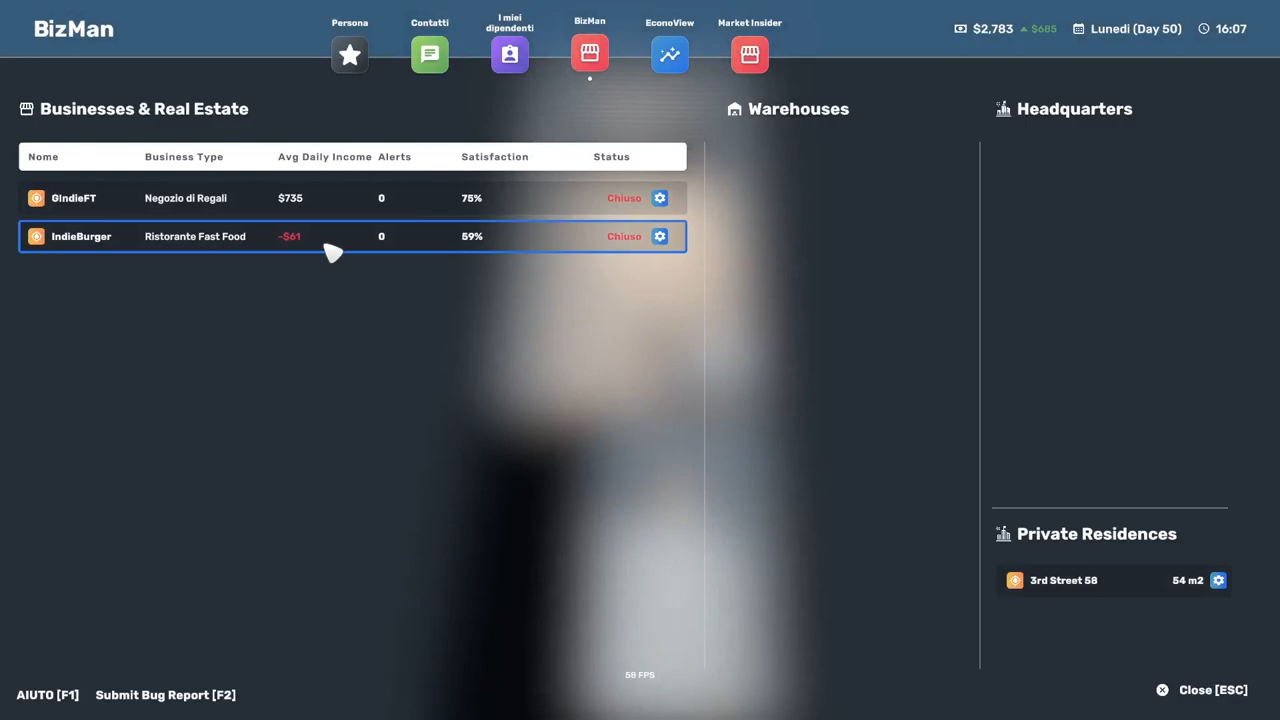 BizMan
Persona
Contatti
I miei
dipendenti
BizMan
EconoView
Market Insider
$2,783 $685
Lunedi (Day 50)
16:07
Businesses & Real Estate
Warehouses
Headquarters
Nome Business Type Avg Daily Income Alerts Satisfaction Status
GIndieFT Negozio di Regali $735 0 75% Chiuso
IndieBurger Ristorante Fast Food -$61 0 59% Chiuso
Private Residences
3rd Street 58 54 m2
58 FPS
AIUTO [F1] Submit Bug Report [F2]
Close [ESC]